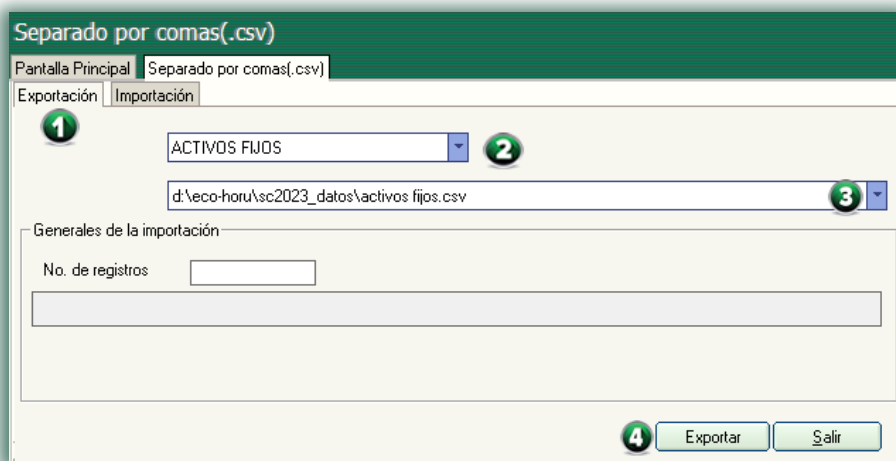 Separado por comas(.csv)
Pantalla Principal Separado por comas(.csv)
Exportación Importación
1
ACTIVOS FIJOS 2
d:\eco-horu\sc2023_datos\activos fijos.csv 3
Generales de la importación
No. de registros
4 Exportar Salir